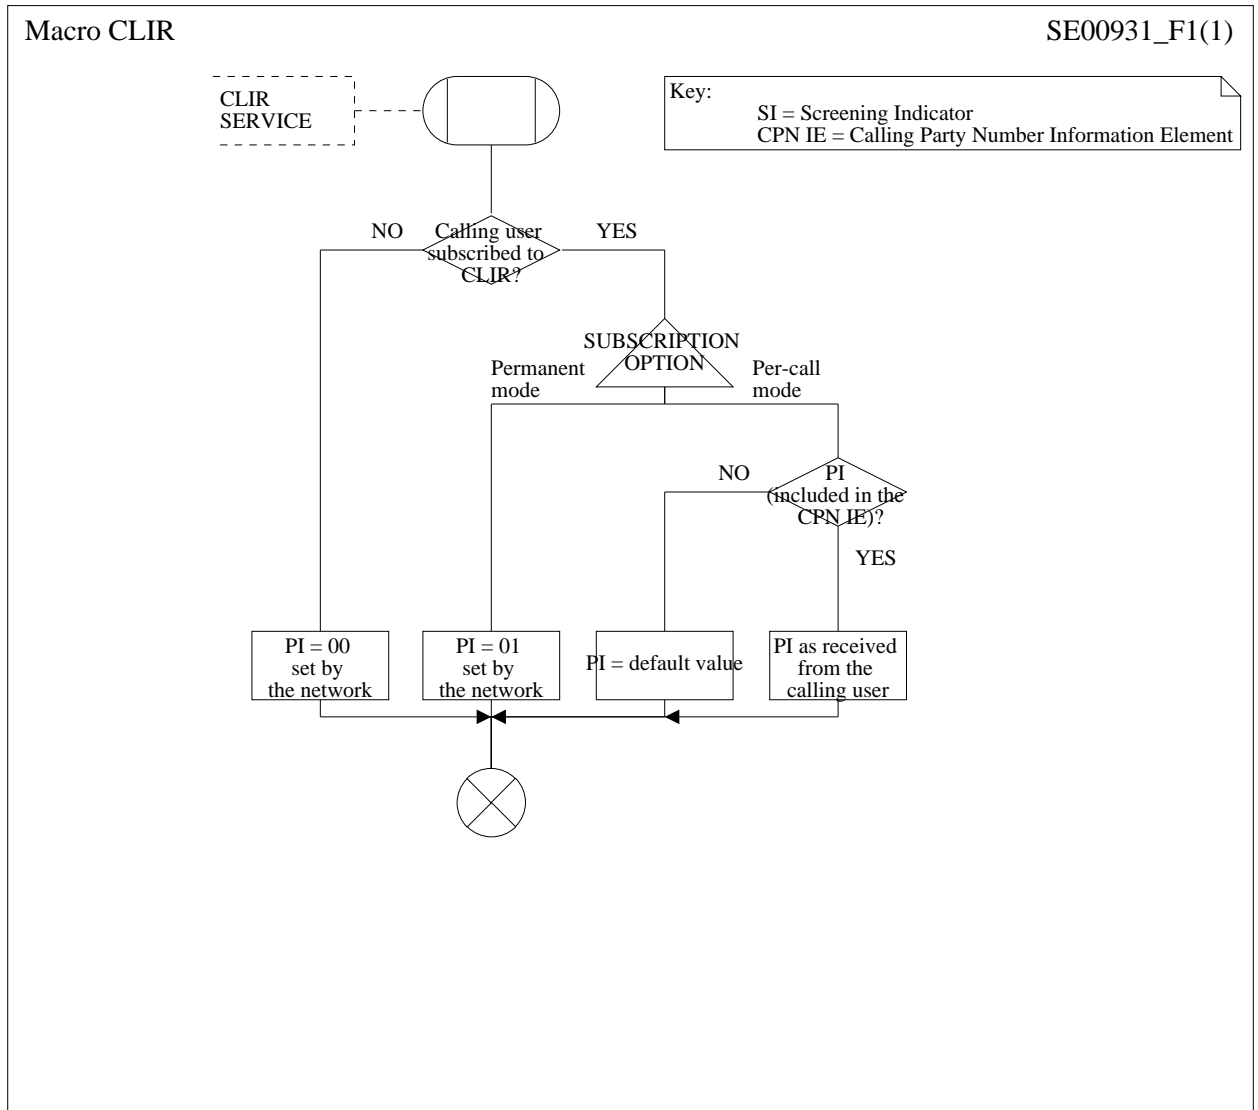 Macro CLIR
SE00931_F1(1)
CLIR
SERVICE
Key:
SI = Screening Indicator
CPN IE = Calling Party Number Information Element
NO
Calling user
subscribed to
CLIR?
YES
SUBSCRIPTION
OPTION
Permanent
mode
Per-call
mode
NO
PI
(included in the
CPN IE)?
YES
PI = 00
set by
the network
PI = 01
set by
the network
PI = default value
PI as received
from the
calling user